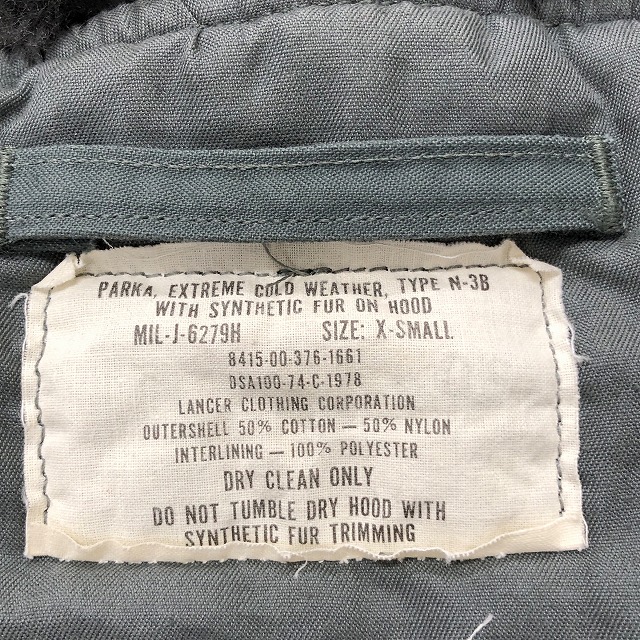 PARKA, EXTREME COLD WEATHER, TYPE N-3B
WITH SYNTHETIC FUR ON HOOD
MIL-J-6279H SIZE: X-SMALL
8415-00-376-1661
DSA100-74-C-1978
LANCER CLOTHING CORPORATION
OUTERSHELL 50% COTTON — 50% NYLON
INTERLINING — 100% POLYESTER
DRY CLEAN ONLY
DO NOT TUMBLE DRY HOOD WITH
SYNTHETIC FUR TRIMMING